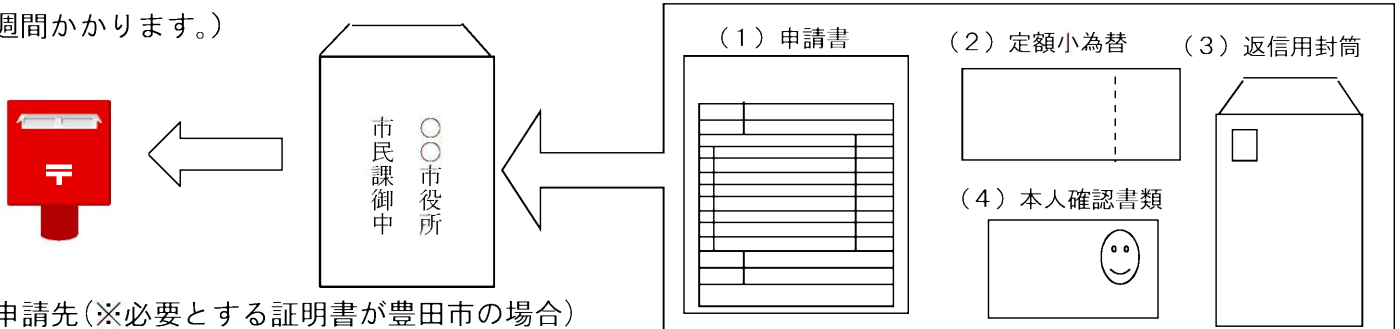 週間かかります。）
（１）申請書
（２）定額小為替
（３）返信用封筒
（４）本人確認書類
○○市役所
市民課御中
〒
申請先（※必要とする証明書が豊田市の場合）